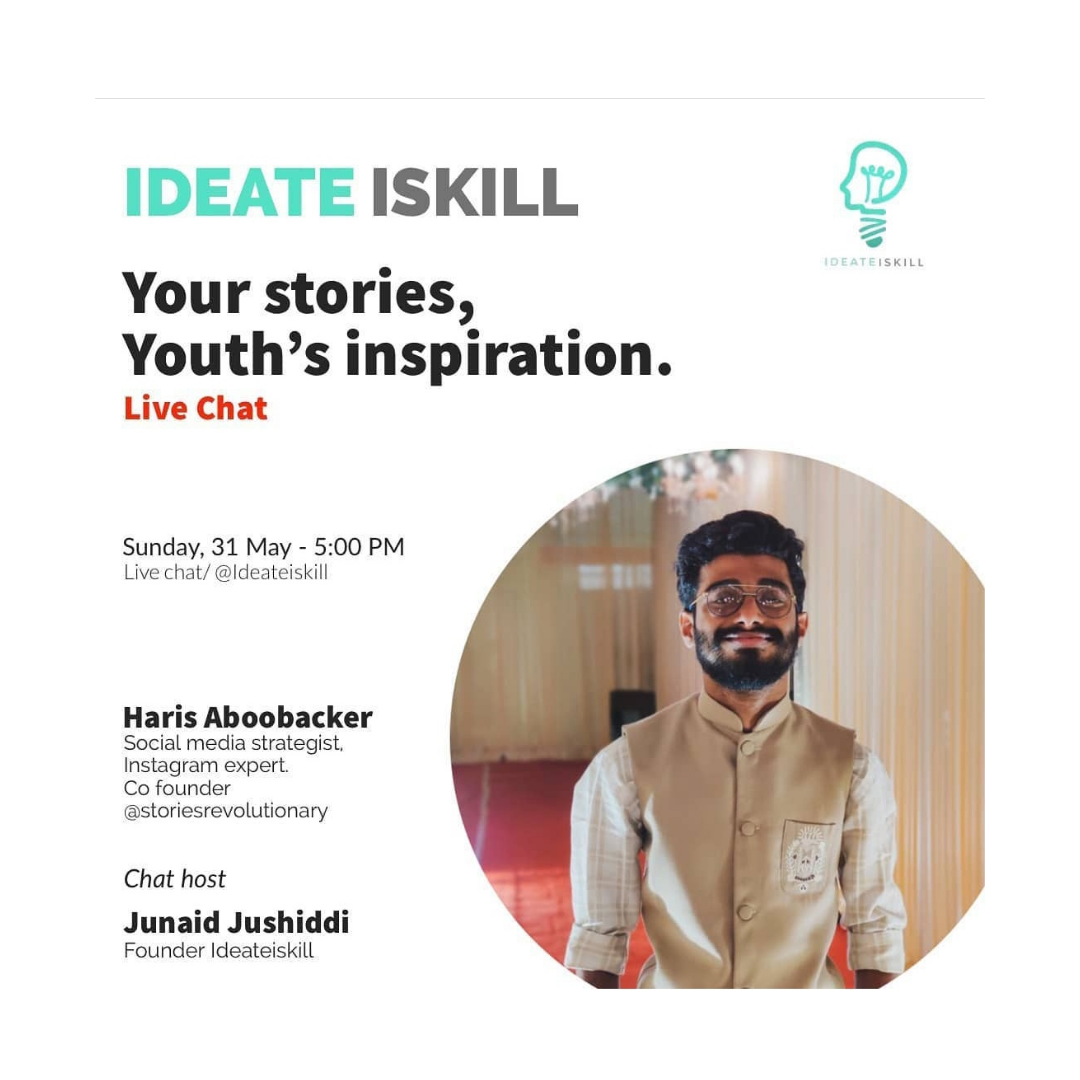 IDEATE ISKILL
IDEATEISKILL
Your stories,
Youth’s inspiration.
Live Chat
Sunday, 31 May - 5:00 PM
Live chat/ @Ideateiskill
Haris Aboobacker
Social media strategist,
Instagram expert.
Co founder
@storiesrevolutionary
Chat host
Junaid Jushiddi
Founder Ideateiskill